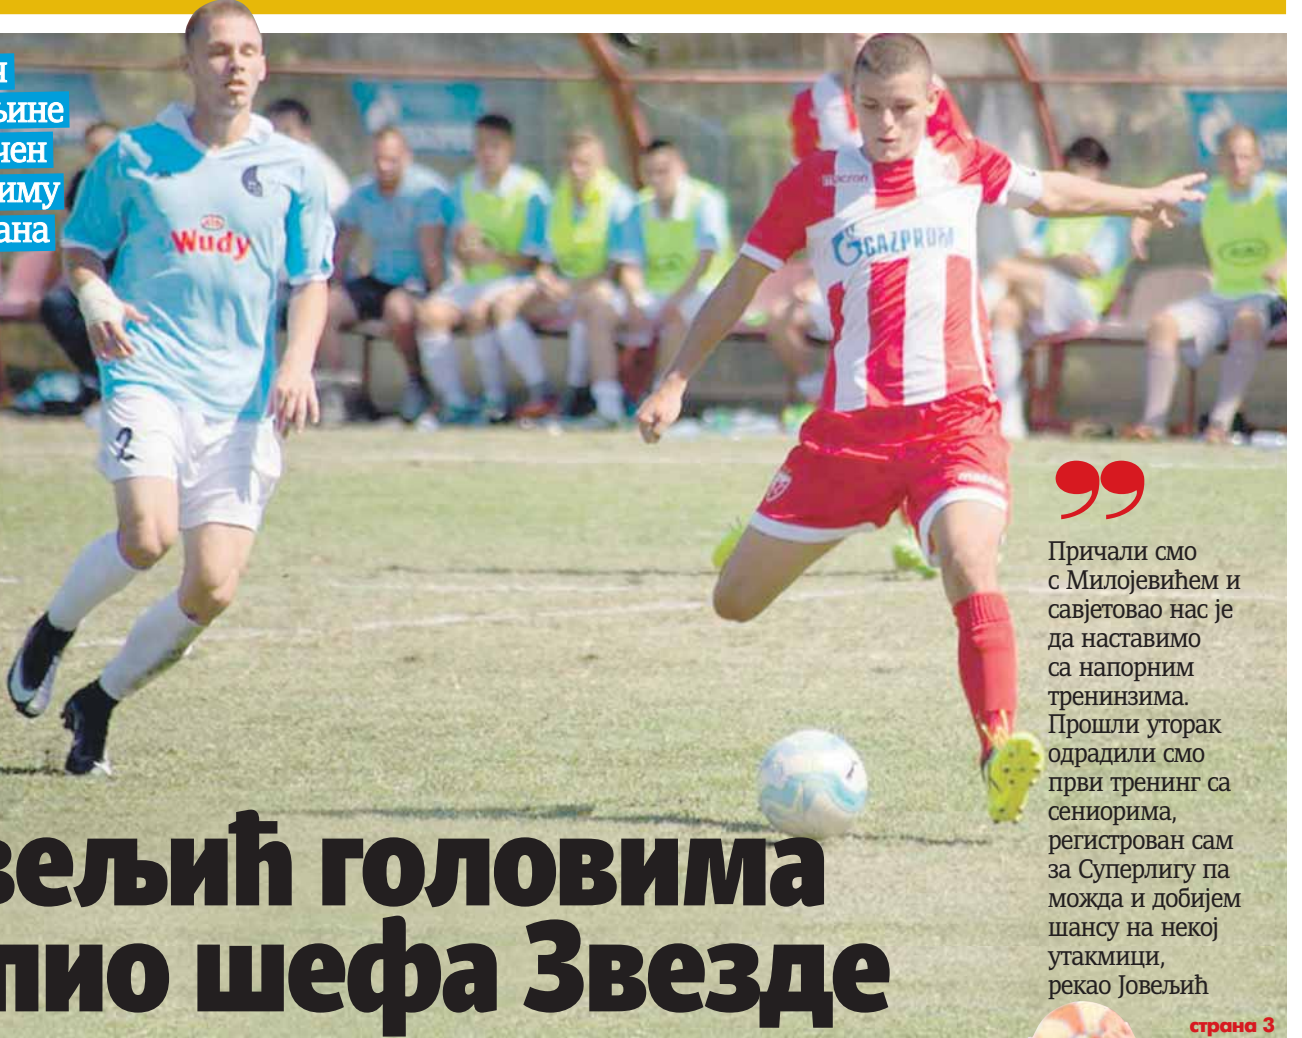 ьине
чен
иму
ана
Wudy
2
macron
GAZPROM
Причали смо
с Милојевићем и
савјетовао нас је
да наставимо
са напорним
тренинзима.
Прошли уторак
одрадили смо
први тренинг са
сениорима,
регистрован сам
за Суперлигу па
можда и добијем
шансу на некој
утакмици,
рекао Јовељић
вељић головима
пио шефа Звезде
страна 3